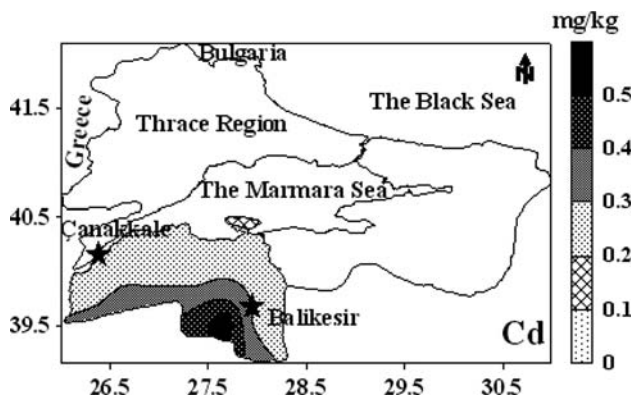 mg/kg
Bulgaria
N
41.5
The Black Sea
0.5
Greece
Thrace Region
0.4
The Marmara Sea
0.3
40.5
Canakkale
0.2
39.5
Balikesir
0.1
Cd
0
26.5 27.5 28.5 29.5 30.5